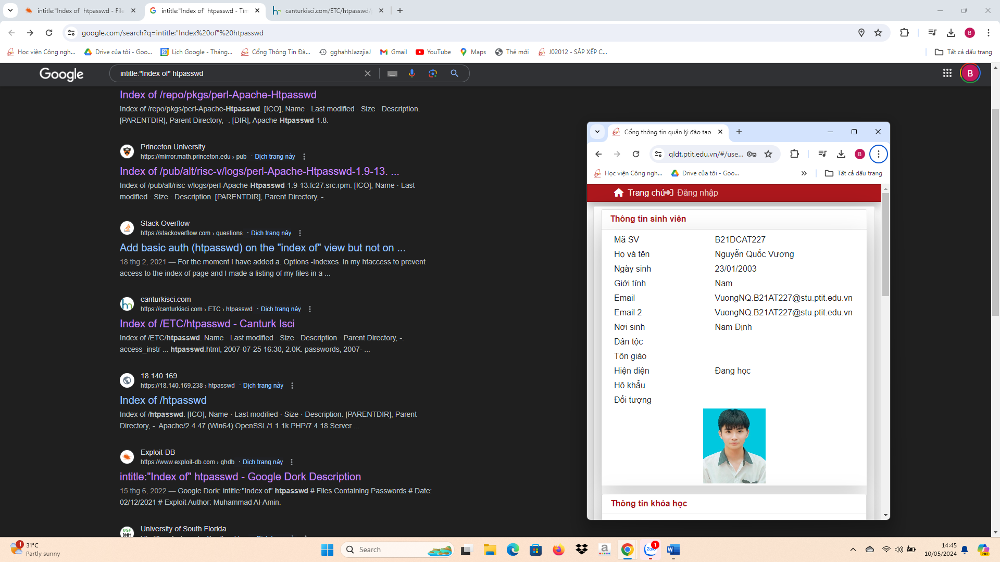 intitle:"Index of" htpasswd - File
intitle:"Index of" htpasswd - Tìm
canturkisci.com/ETC/htpasswd/
google.com/search?q=intitle:"Index%20of"%20htpasswd
B
Học viện Công ngh...
Drive của tôi - Goo...
Lịch Google - Tháng...
Cổng Thông Tin Đà...
gghạhhJazzjiaJ
Gmail
YouTube
Maps
Thẻ mới
J02012 - SẮP XẾP C...
Tất cả dấu trang
Google
intitle:"Index of" htpasswd
B
Index of /repo/pkgs/perl-Apache-Htpasswd
Index of /repo/pkgs/perl-Apache-Htpasswd. [ICO], Name · Last modified · Size · Description.
[PARENTDIR], Parent Directory, -. [DIR], Apache-Htpasswd-1.8.
Princeton University
https://mirror.math.princeton.edu › pub · Dịch trang này
Index of /pub/alt/risc-v/logs/perl-Apache-Htpasswd-1.9-13. ...
Index of /pub/alt/risc-v/logs/perl-Apache-Htpasswd-1.9-13.fc27.src.rpm. [ICO], Name · Last
modified · Size · Description. [PARENTDIR], Parent Directory, -.
Stack Overflow
https://stackoverflow.com › questions · Dịch trang này
Add basic auth (htpasswd) on the "index of" view but not on ...
18 thg 2, 2021 — For the moment I have added a. Options -Indexes. in my htaccess to prevent
access to the index of page and I made a listing of my files in a ...
canturkisci.com
https://canturkisci.com › ETC › htpasswd · Dịch trang này
Index of /ETC/htpasswd - Canturk Isci
Index of /ETC/htpasswd. Name · Last modified · Size · Description · Parent Directory, -.
access_instr ... htpasswd.html, 2007-07-25 16:30, 2.0K. passwords, 2007- ...
18.140.169
https://18.140.169.238 › htpasswd · Dịch trang này
Index of /htpasswd
Index of /htpasswd. [ICO], Name · Last modified · Size · Description. [PARENTDIR], Parent
Directory, -. Apache/2.4.47 (Win64) OpenSSL/1.1.1k PHP/7.4.18 Server ...
Exploit-DB
https://www.exploit-db.com › ghdb · Dịch trang này
intitle:"Index of" htpasswd - Google Dork Description
15 thg 6, 2022 — Google Dork: intitle:"Index of" htpasswd # Files Containing Passwords # Date:
02/12/2021 # Exploit Author: Muhammad Al-Amin.
USF
University of South Florida
Cổng thông tin quản lý đào tạo
qldt.ptit.edu.vn/#/use...
B
Học viện Công ngh...
Drive của tôi - Goo...
Tất cả dấu trang
Trang chủ
Đăng nhập
Thông tin sinh viên
Mã SV B21DCAT227
Họ và tên Nguyễn Quốc Vượng
Ngày sinh 23/01/2003
Giới tính Nam
Email VuongNQ.B21AT227@stu.ptit.edu.vn
Email 2 VuongNQ.B21AT227@stu.ptit.edu.vn
Nơi sinh Nam Định
Dân tộc
Tôn giáo
Hiện diện Đang học
Hộ khẩu
Đối tượng
Thông tin khóa học
1
31°C
Partly sunny
Search
Zalo
1
14:45
10/05/2024
PRE